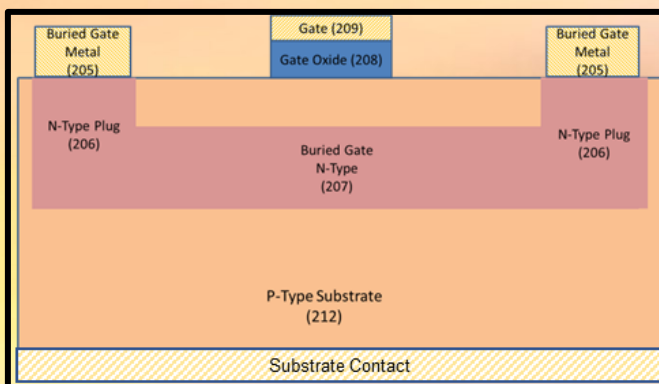 Buried Gate
Metal
(205)
Gate (209)
Gate Oxide (208)
Buried Gate
Metal
(205)
N-Type Plug
(206)
Buried Gate
N-Type
(207)
N-Type Plug
(206)
P-Type Substrate
(212)
Substrate Contact